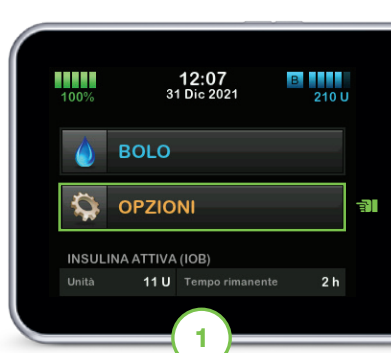 12:07
100% 31 Dic 2021 B 210 U
BOLO
OPZIONI
INSULINA ATTIVA (IOB)
Unità 11 U Tempo rimanente 2 h
1